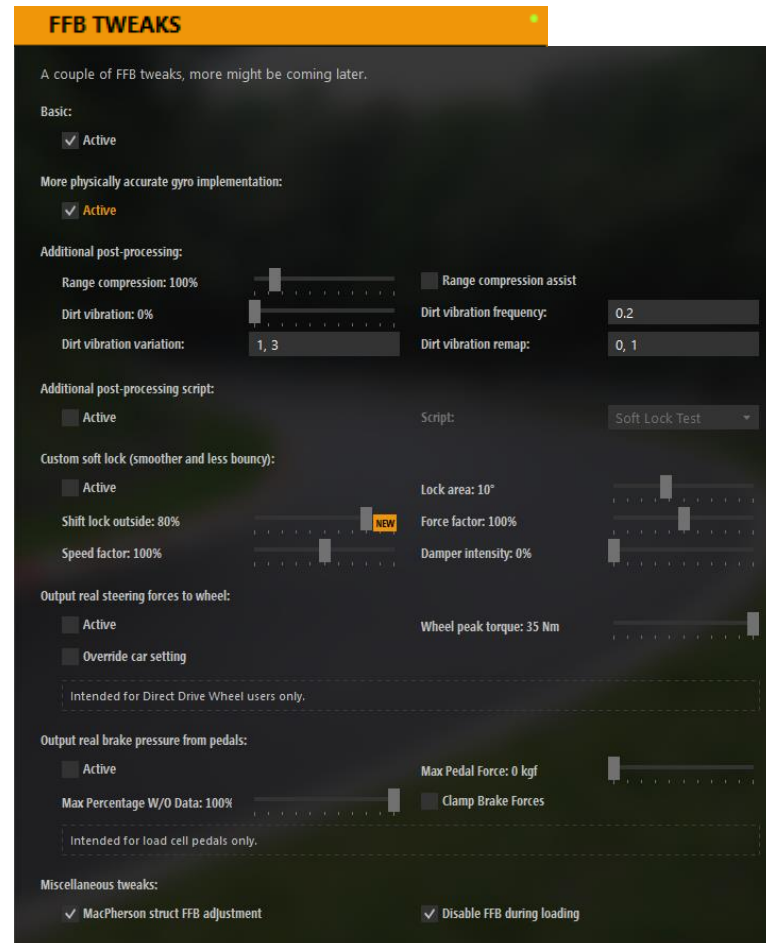 FFB TWEAKS
A couple of FFB tweaks, more might be coming later.
Basic:
Active
More physically accurate gyro implementation:
Active
Additional post-processing:
Range compression: 100%
Range compression assist
Dirt vibration: 0%
Dirt vibration frequency: 0.2
Dirt vibration variation: 1, 3
Dirt vibration remap: 0, 1
Additional post-processing script:
Active
Script: Soft Lock Test
Custom soft lock (smoother and less bouncy):
Active
Lock area: 10°
Shift lock outside: 80% NEW
Force factor: 100%
Speed factor: 100%
Damper intensity: 0%
Output real steering forces to wheel:
Active
Wheel peak torque: 35 Nm
Override car setting
Intended for Direct Drive Wheel users only.
Output real brake pressure from pedals:
Active
Max Pedal Force: 0 kgf
Max Percentage W/O Data: 100%
Clamp Brake Forces
Intended for load cell pedals only.
Miscellaneous tweaks:
MacPherson struct FFB adjustment
Disable FFB during loading